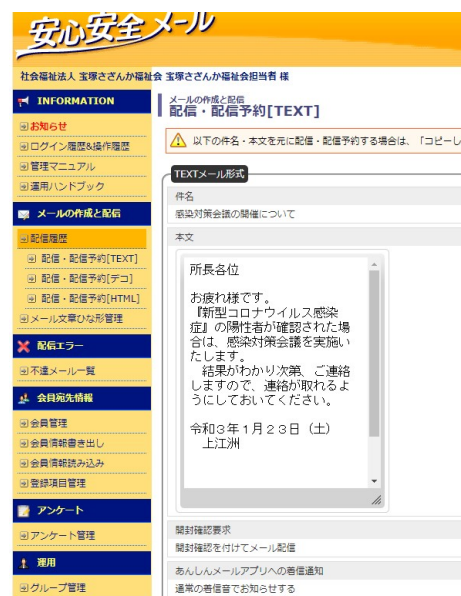 安心安全メール
社会福祉法人 宝塚さざんか福祉会 宝塚さざんか福祉会担当者 様
INFORMATION
お知らせ
ログイン履歴&操作履歴
管理マニュアル
運用ハンドブック
メールの作成と配信
配信履歴
配信・配信予約[TEXT]
配信・配信予約[デコ]
配信・配信予約[HTML]
メール文章ひな形管理
配信エラー
不達メール一覧
会員宛先情報
会員管理
会員情報書き出し
会員情報読み込み
登録項目管理
アンケート
アンケート管理
運用
グループ管理
メールの作成と配信
配信・配信予約[TEXT]
以下の件名・本文を元に配信・配信予約する場合は、「コピーし
TEXTメール形式
件名
感染対策会議の開催について
本文
所長各位
お疲れ様です。
『新型コロナウイルス感染
症』の陽性者が確認された場
合は、感染対策会議を実施い
たします。
結果がわかり次第、ご連絡
しますので、連絡が取れるよ
うにしておいてください。
令和3年1月23日（土）
上江洲
開封確認要求
開封確認を付けてメール配信
あんしんメールアプリへの着信通知
通常の着信音でお知らせする